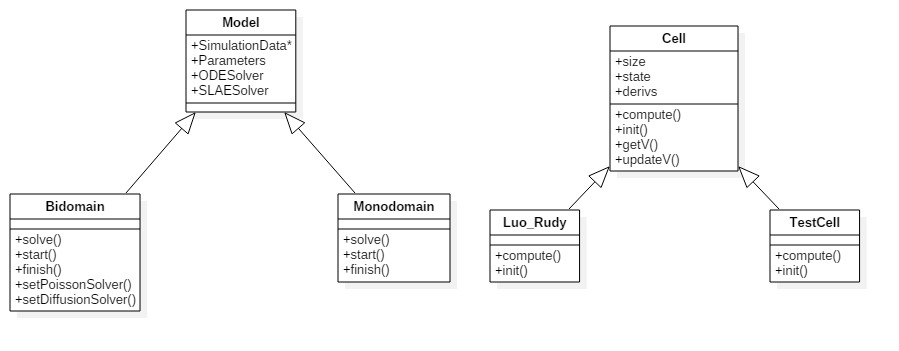 Model
+SimulationData*
+Parameters
+ODESolver
+SLAESolver
Cell
+size
+state
+derivs
+compute()
+init()
+getV()
+updateV()
Bidomain
+solve()
+start()
+finish()
+setPoissonSolver()
+setDiffusionSolver()
Monodomain
+solve()
+start()
+finish()
Luo_Rudy
+compute()
+init()
TestCell
+compute()
+init()